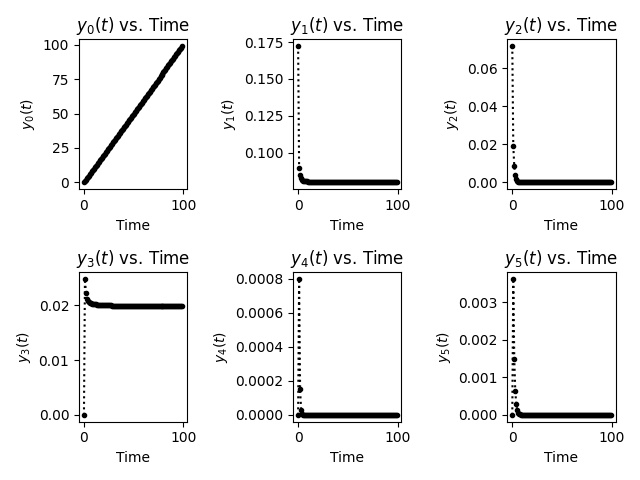 y₀(t) vs. Time
y₁(t) vs. Time
y₂(t) vs. Time
100
75
50
25
0
y₀(t)
0 100
Time
0.175
0.150
0.125
0.100
y₁(t)
0 100
Time
0.06
0.04
0.02
0.00
y₂(t)
0 100
Time
y₃(t) vs. Time
y₄(t) vs. Time
y₅(t) vs. Time
0.02
0.01
0.00
y₃(t)
0 100
Time
0.0008
0.0006
0.0004
0.0002
0.0000
y₄(t)
0 100
Time
0.003
0.002
0.001
0.000
y₅(t)
0 100
Time